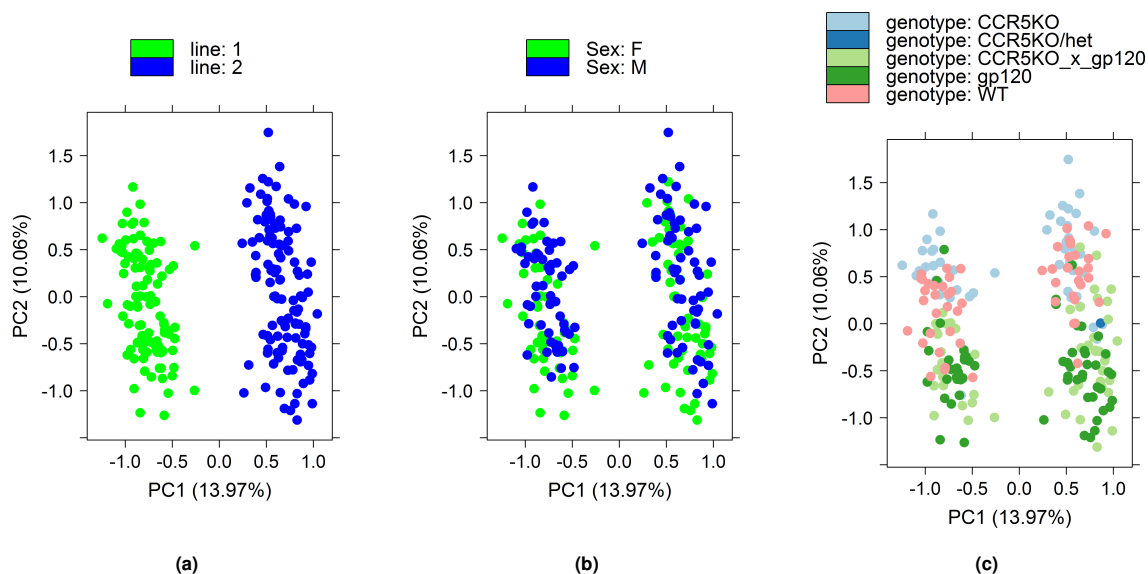 line: 1
line: 2
PC2 (10.06%)
1.5
1.0
0.5
0.0
-0.5
-1.0
-1.0 -0.5 0.0 0.5 1.0
PC1 (13.97%)
(a)
Sex: F
Sex: M
PC2 (10.06%)
1.5
1.0
0.5
0.0
-0.5
-1.0
-1.0 -0.5 0.0 0.5 1.0
PC1 (13.97%)
(b)
genotype: CCR5KO
genotype: CCR5KO/het
genotype: CCR5KO_x_gp120
genotype: gp120
genotype: WT
PC2 (10.06%)
1.5
1.0
0.5
0.0
-0.5
-1.0
-1.0 -0.5 0.0 0.5 1.0
PC1 (13.97%)
(c)